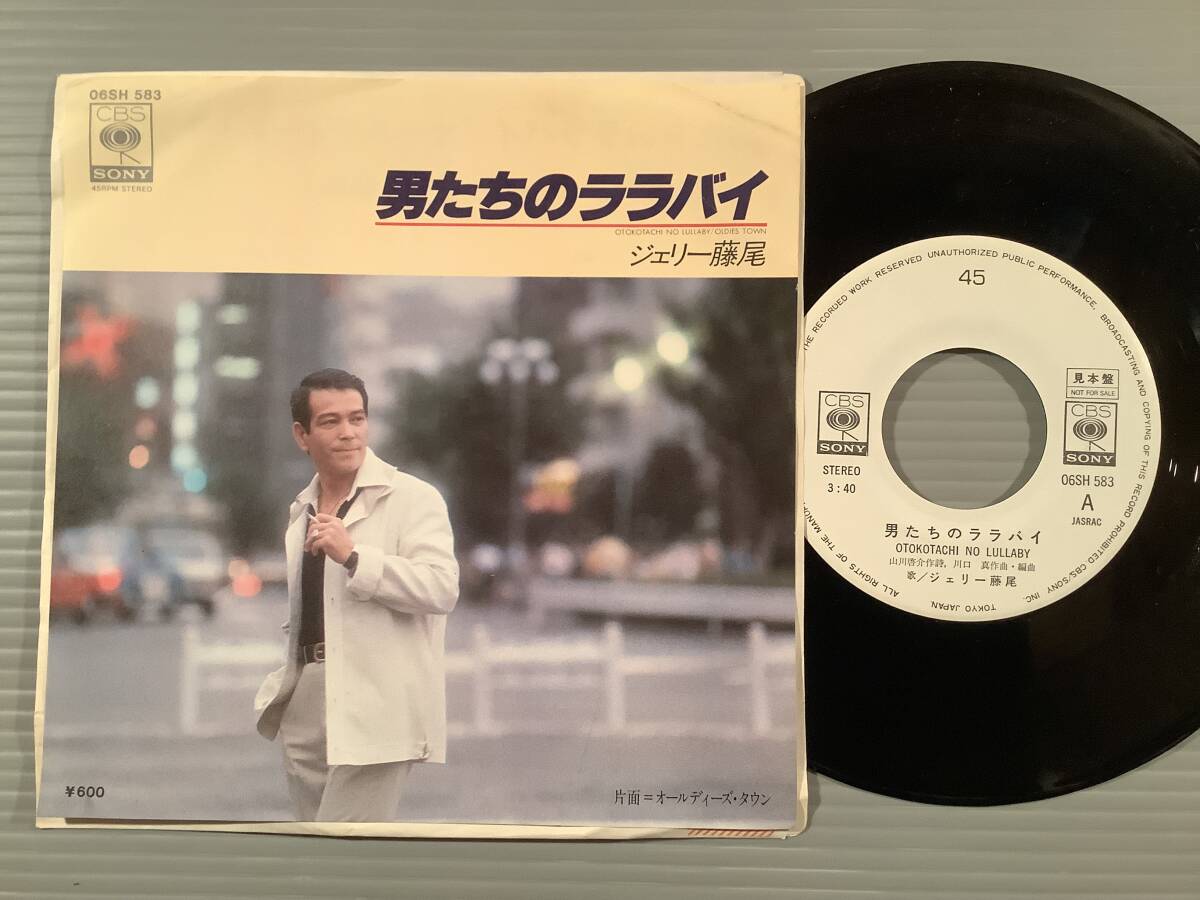 06SH 583
CBS
SONY
45RPM STEREO
男たちのララバイ
OTOKOTACHI NO LULLABY/OLDIES TOWN
ジェリー藤尾
¥600
片面＝オールディーズ・タウン
THE RECORDED WORK RESERVED UNAUTHORIZED PUBLIC PERFORMANCE, BROADCASTING AND COPYING OF THIS RECORD PROHIBITED CBS/SONY INC. TOKYO JAPAN
ALL RIGHTS OF THE MANUF
45
見本盤
NOT FOR SALE
CBS
SONY
CBS
SONY
STEREO
3:40
06SH 583
A
JASRAC
男たちのララバイ
OTOKOTACHI NO LULLABY
山川啓介作詩, 川口 真作曲・編曲
歌／ジェリー藤尾